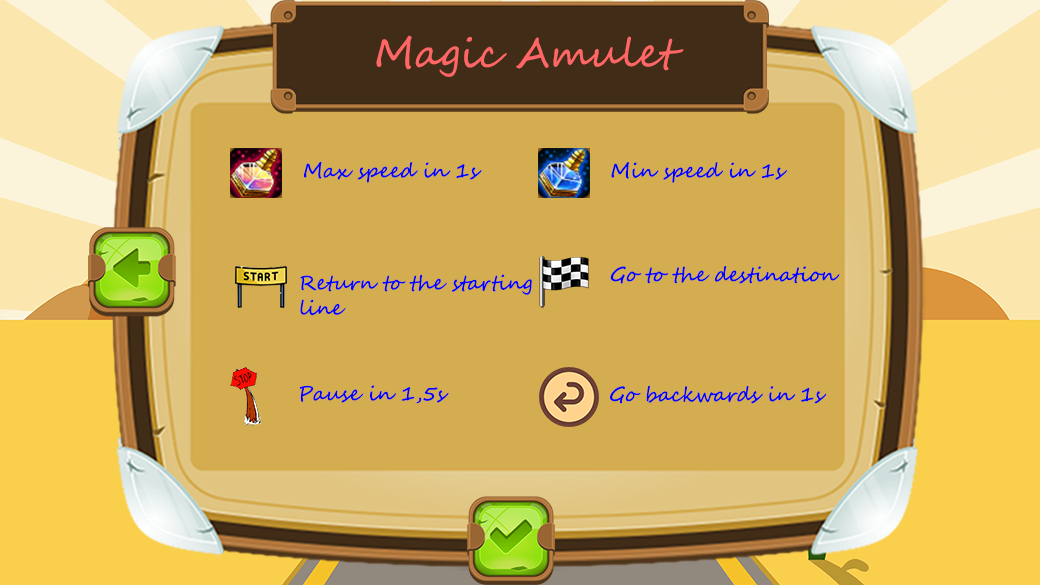 Magic Amulet
Max speed in 1s
Min speed in 1s
START
Return to the starting
line
Go to the destination
STOP
Pause in 1,5s
Go backwards in 1s